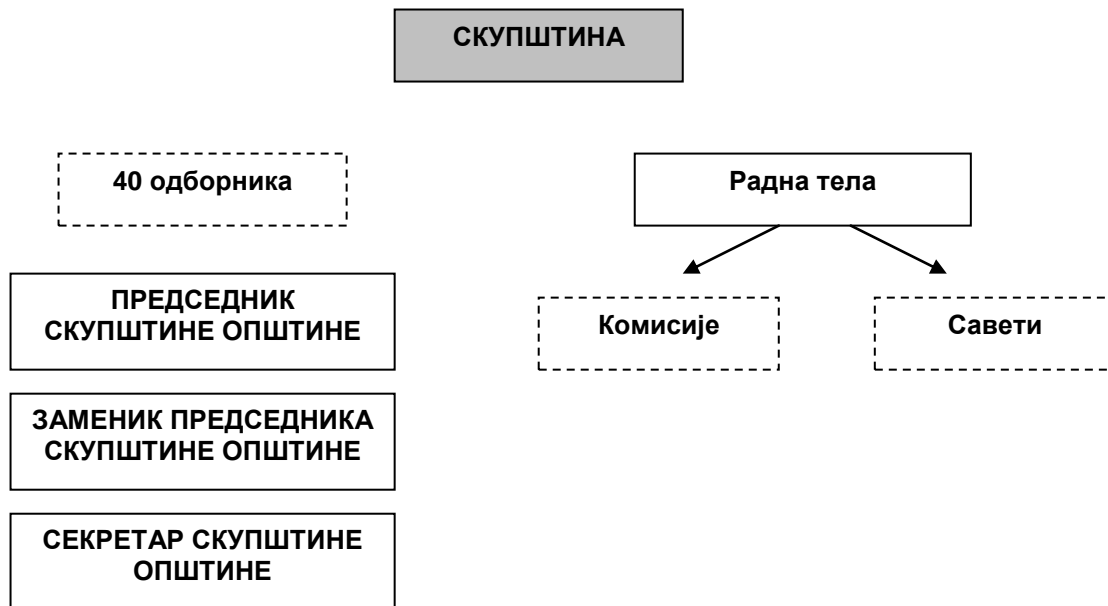 СКУПШТИНА
40 одборника
Радна тела
ПРЕДСЕДНИК
СКУПШТИНЕ ОПШТИНЕ
Комисије
Савети
ЗАМЕНИК ПРЕДСЕДНИКА
СКУПШТИНЕ ОПШТИНЕ
СЕКРЕТАР СКУПШТИНЕ
ОПШТИНЕ